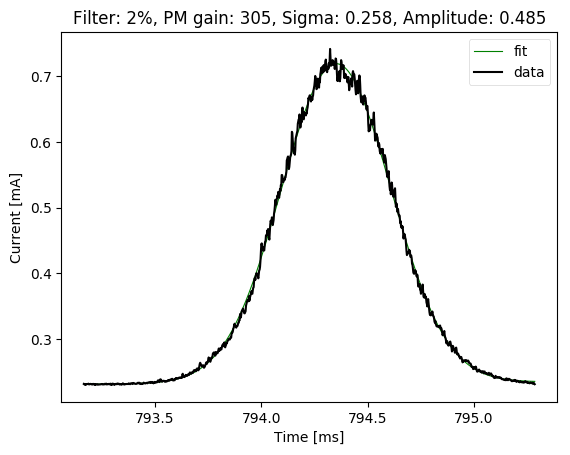 Filter: 2%, PM gain: 305, Sigma: 0.258, Amplitude: 0.485
fit
data
0.7
0.6
0.5
0.4
0.3
Current [mA]
793.5 794.0 794.5 795.0
Time [ms]